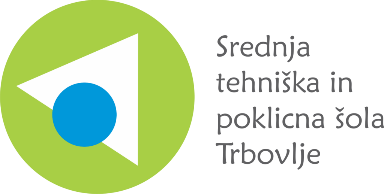 Srednja
tehniška in
poklicna šola
Trbovlje